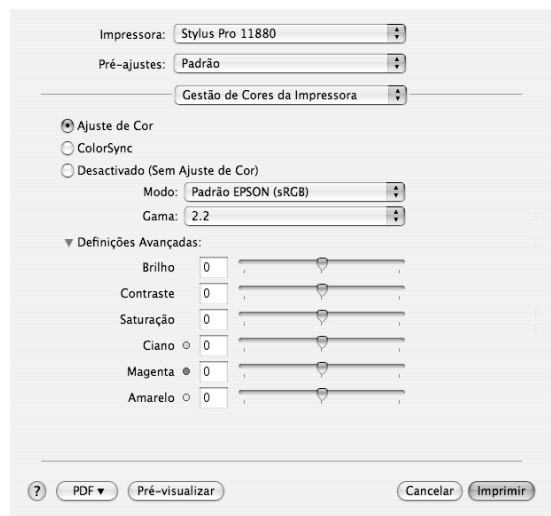 Impressora: Stylus Pro 11880
Pré-ajustes: Padrão
Gestão de Cores da Impressora
Ajuste de Cor
ColorSync
Desactivado (Sem Ajuste de Cor)
Modo: Padrão EPSON (sRGB)
Gama: 2.2
▼ Definições Avançadas:
Brilho 0
Contraste 0
Saturação 0
Ciano 0
Magenta 0
Amarelo 0
? PDF ▼ Pré-visualizar Cancelar Imprimir